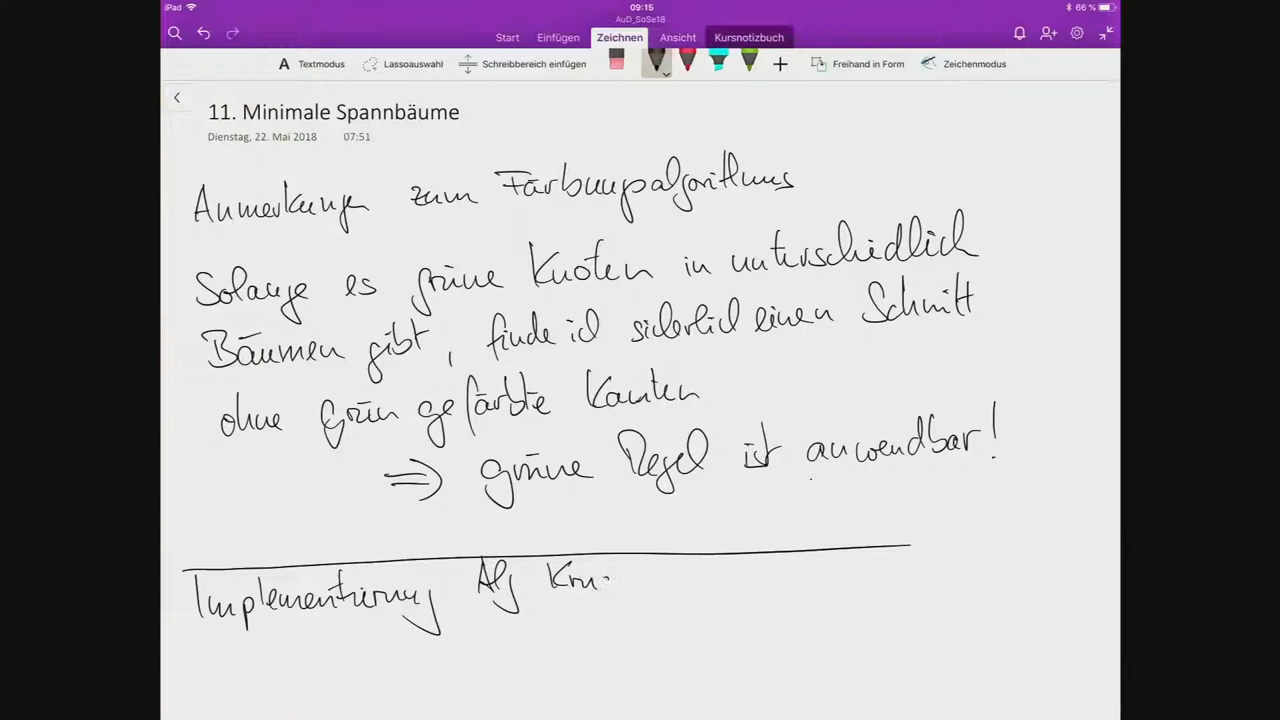 iPad 09:15 66 %
AuD_SoSe18
Start Einfügen Zeichnen Ansicht Kursnotizbuch
A Textmodus Lassoauswahl Schreibbereich einfügen Freihand in Form Zeichenmodus
11. Minimale Spannbäume
Dienstag, 22. Mai 2018 07:51
Anmerkungen zum Färbungsalgorithmus
Solange es grüne Knoten in unterschiedlich
Bäumen gibt, finde ich sicherlich einen Schnitt
ohne grün gefärbte Kanten
⇒ grüne Regel ist anwendbar!
Implementierung Alg Kru